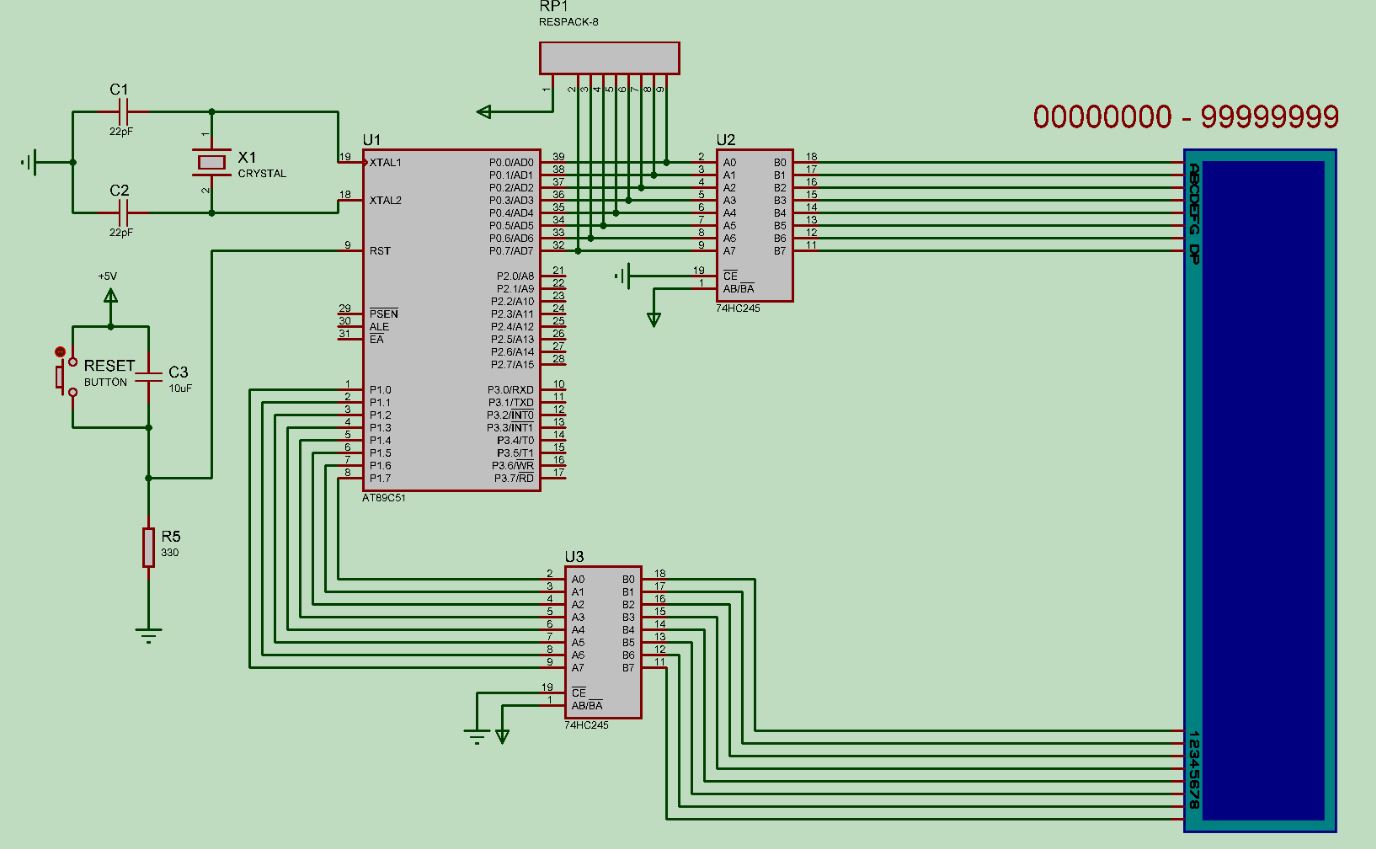 RP1
RESPACK-8
1 2 3 4 5 6 7 8 9
00000000 - 99999999
C1
22pF
1
X1
CRYSTAL
2
C2
22pF
U1
19 XTAL1
18 XTAL2
9 RST
29 PSEN
30 ALE
31 EA
1 P1.0
2 P1.1
3 P1.2
4 P1.3
5 P1.4
6 P1.5
7 P1.6
8 P1.7
P0.0/AD0 39
P0.1/AD1 38
P0.2/AD2 37
P0.3/AD3 36
P0.4/AD4 35
P0.5/AD5 34
P0.6/AD6 33
P0.7/AD7 32
P2.0/A8 21
P2.1/A9 22
P2.2/A10 23
P2.3/A11 24
P2.4/A12 25
P2.5/A13 26
P2.6/A14 27
P2.7/A15 28
P3.0/RXD 10
P3.1/TXD 11
P3.2/INT0 12
P3.3/INT1 13
P3.4/T0 14
P3.5/T1 15
P3.6/WR 16
P3.7/RD 17
AT89C51
U2
2 A0 B0 18
3 A1 B1 17
4 A2 B2 16
5 A3 B3 15
6 A4 B4 14
7 A5 B5 13
8 A6 B6 12
9 A7 B7 11
19 CE
1 AB/BA
74HC245
ABCDEFG DP
+5V
RESET
BUTTON
C3
10uF
R5
330
U3
2 A0 B0 18
3 A1 B1 17
4 A2 B2 16
5 A3 B3 15
6 A4 B4 14
7 A5 B5 13
8 A6 B6 12
9 A7 B7 11
19 CE
1 AB/BA
74HC245
12345678